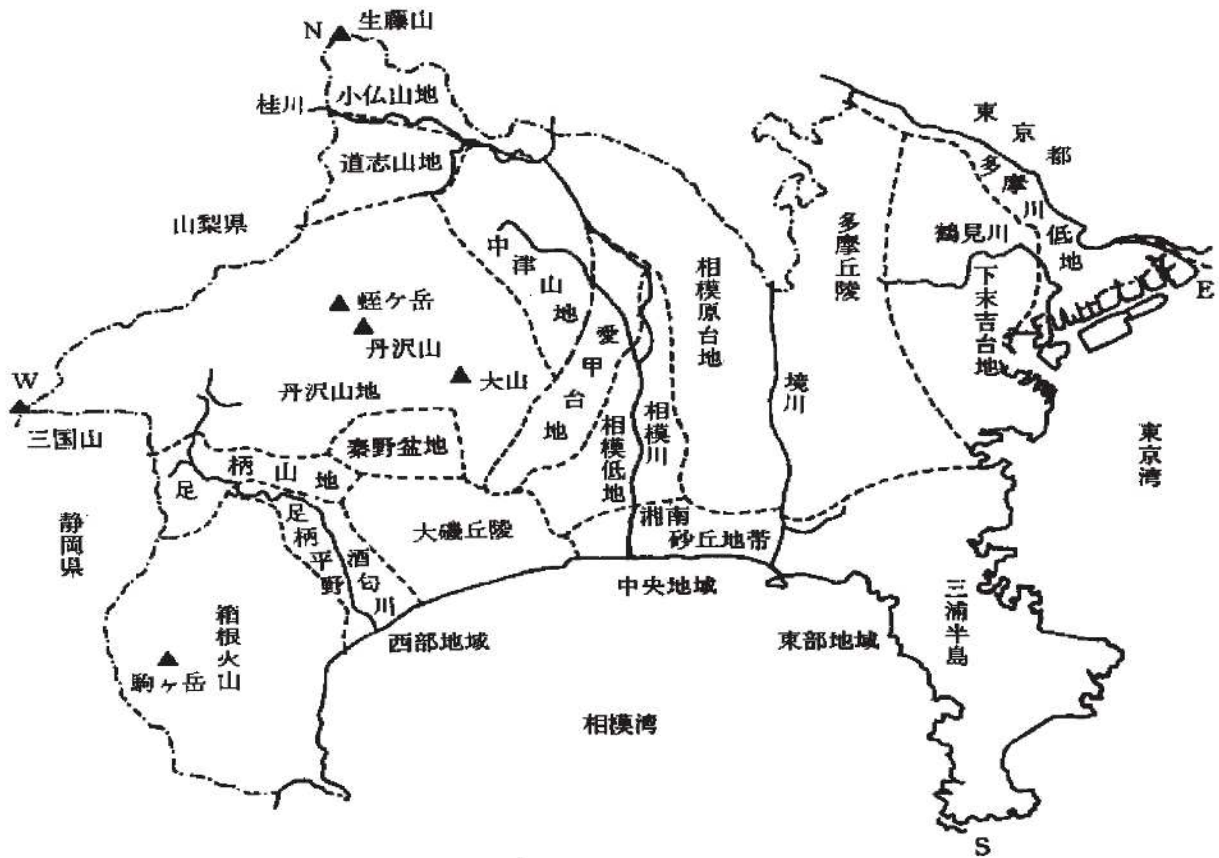 N
生藤山
小仏山地
桂川
道志山地
山梨県
東京都
多摩川低地
鶴見川
下末吉台地
多摩丘陵
E
中津山地
相模原台地
蛭ケ岳
丹沢山
愛甲台地
大山
W
丹沢山地
三国山
秦野盆地
相模低地
相模川
境川
東京湾
足柄山地
静岡県
足柄平野
酒匂川
大磯丘陵
湘南
砂丘地帯
中央地域
西部地域
東部地域
三浦半島
箱根火山
駒ヶ岳
相模湾
S